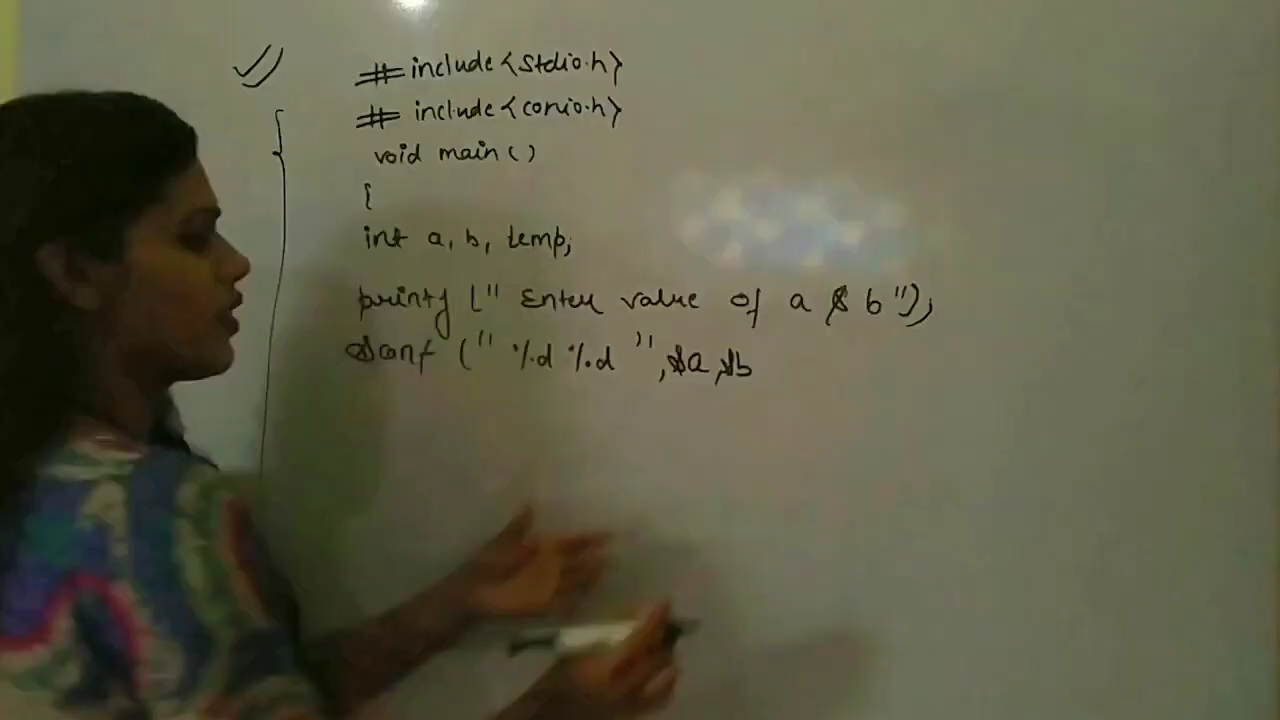 #include<stdio.h>
#include<conio.h>
void main()
{
int a, b, temp;
printf (" Enter value of a & b");
Scanf (" %d %d ", &a, &b